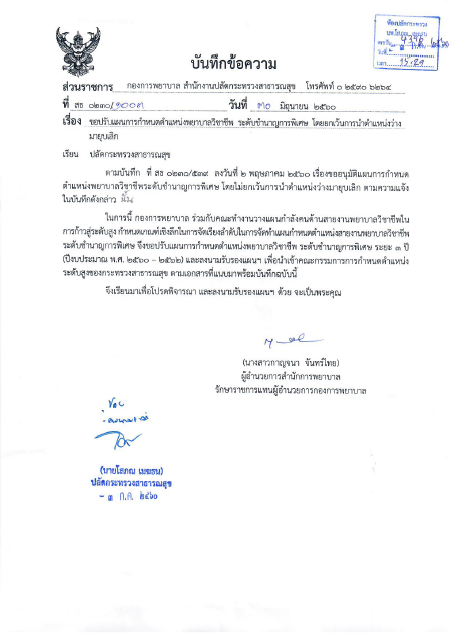 ห้องปลัดกระทรวง
บันทึกข้อความ
ส่วนราชการ กองการพยาบาล สำนักงานปลัดกระทรวงสาธารณสุข โทรศัพท์ ๐ ๒๕๙๐ ๖๒๖๔
ที่ สธ ๐๒๓๐/๑๐๐๓ วันที่ ๓๐ มิถุนายน ๒๕๖๐
เรื่อง ขอปรับแผนการกำหนดตำแหน่งพยาบาลวิชาชีพ ระดับชำนาญการพิเศษ โดยยกเว้นการนำตำแหน่งว่าง
มายุบเลิก
เรียน ปลัดกระทรวงสาธารณสุข
ตามบันทึก ที่ สธ ๐๒๓๐/๕๙๙ ลงวันที่ ๒ พฤษภาคม ๒๕๖๐ เรื่องขออนุมัติแผนการกำหนด
ตำแหน่งพยาบาลวิชาชีพระดับชำนาญการพิเศษ โดยไม่ยกเว้นการนำตำแหน่งว่างมายุบเลิก ตามความแจ้ง
ในบันทึกดังกล่าว นั้น
ในการนี้ กองการพยาบาล ร่วมกับคณะทำงานวางแผนกำลังคนด้านสายงานพยาบาลวิชาชีพใน
การก้าวสู่ระดับสูง กำหนดเกณฑ์เชิงลึกในการจัดเรียงลำดับในการจัดทำแผนกำหนดตำแหน่งสายงานพยาบาลวิชาชีพ
ระดับชำนาญการพิเศษ จึงขอปรับแผนการกำหนดตำแหน่งพยาบาลวิชาชีพ ระดับชำนาญการพิเศษ ระยะ ๓ ปี
(ปีงบประมาณ พ.ศ. ๒๕๖๐ – ๒๕๖๒) และลงนามรับรองแผนฯ เพื่อนำเข้าคณะกรรมการการกำหนดตำแหน่ง
ระดับสูงของกระทรวงสาธารณสุข ตามเอกสารที่แนบมาพร้อมบันทึกฉบับนี้
จึงเรียนมาเพื่อโปรดพิจารณา และลงนามรับรองแผนฯ ด้วย จะเป็นพระคุณ
(นางสาวกาญจนา จันทร์ไทย)
ผู้อำนวยการสำนักการพยาบาล
รักษาราชการแทนผู้อำนวยการกองการพยาบาล
(นายโสภณ เมฆธน)
ปลัดกระทรวงสาธารณสุข
- ๓ ก.ค. ๒๕๖๐